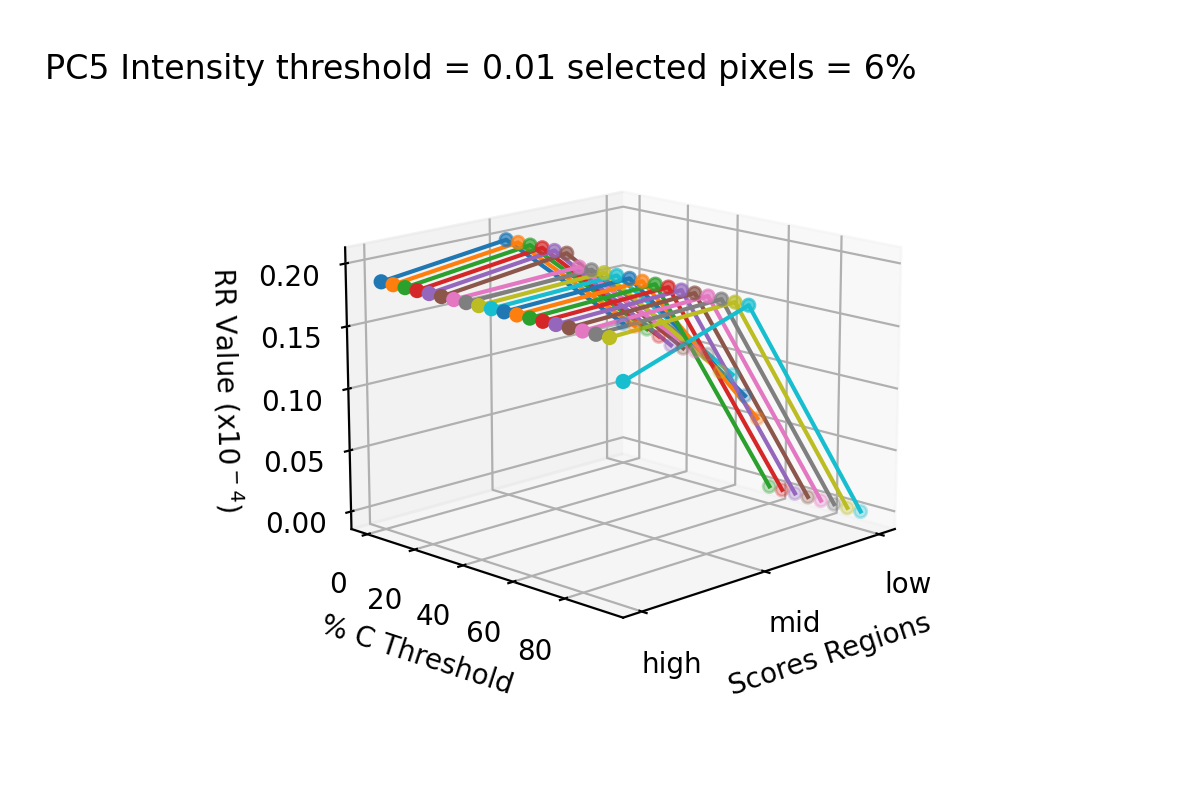 PC5 Intensity threshold = 0.01 selected pixels = 6%
RR Value (x10⁻⁴)
0.20
0.15
0.10
0.05
0.00
0
20
40
60
80
% C Threshold
high
mid
low
Scores Regions